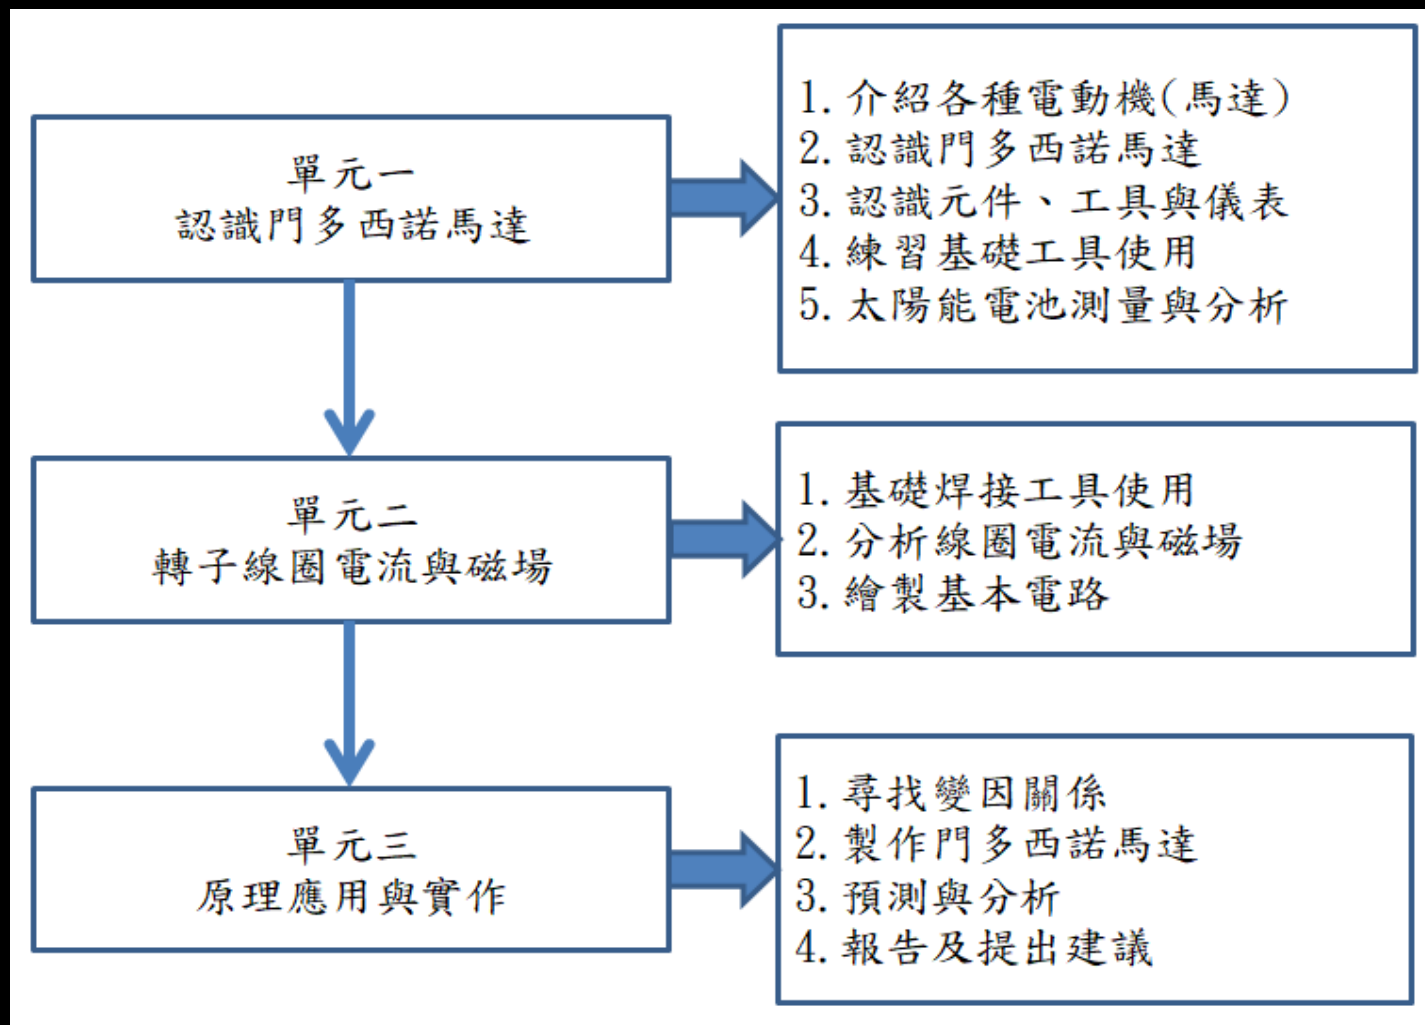 單元一
認識門多西諾馬達
1. 介紹各種電動機(馬達)
2. 認識門多西諾馬達
3. 認識元件、工具與儀表
4. 練習基礎工具使用
5. 太陽能電池測量與分析
單元二
轉子線圈電流與磁場
1. 基礎焊接工具使用
2. 分析線圈電流與磁場
3. 繪製基本電路
單元三
原理應用與實作
1. 尋找變因關係
2. 製作門多西諾馬達
3. 預測與分析
4. 報告及提出建議